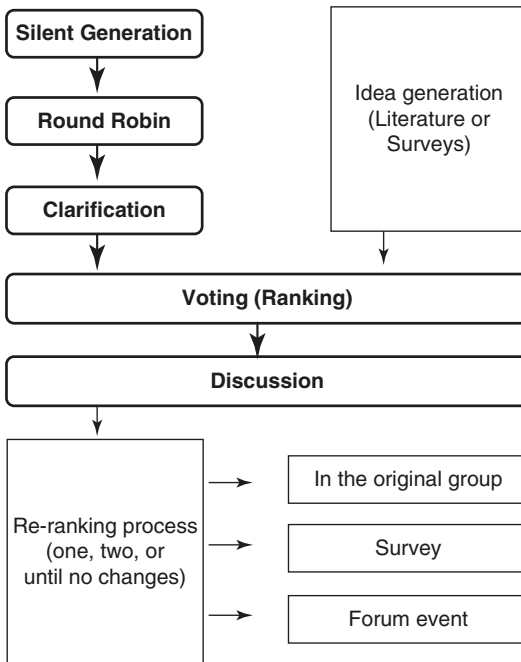 Silent Generation
Round Robin
Clarification
Idea generation
(Literature or
Surveys)
Voting (Ranking)
Discussion
Re-ranking process
(one, two, or
until no changes)
In the original group
Survey
Forum event